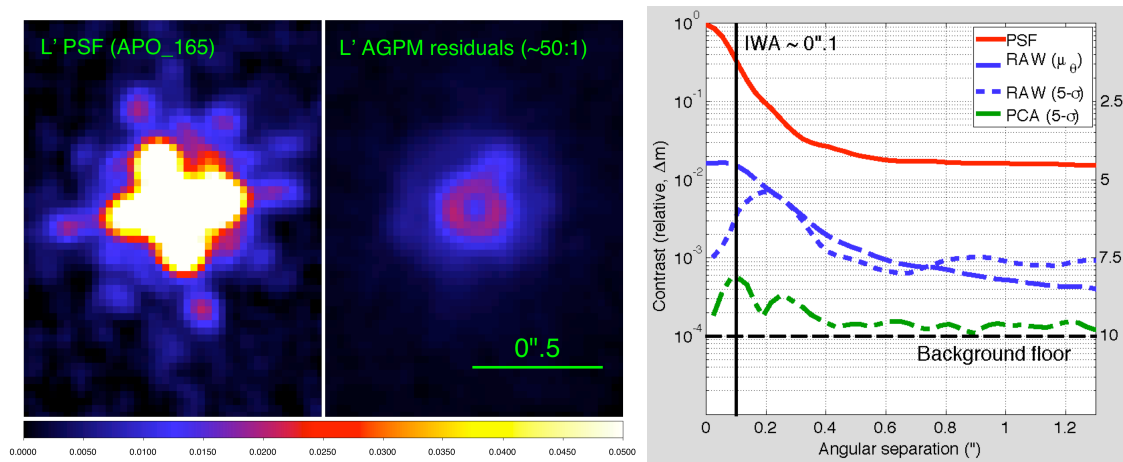 L' PSF (APO_165)
L' AGPM residuals (~50:1)
0".5
0.0000 0.0050 0.0100 0.0150 0.0200 0.0250 0.0300 0.0350 0.0400 0.0450 0.0500
IWA ~ 0".1
PSF
RAW (μθ)
RAW (5-σ)
PCA (5-σ)
10^0
10^-1
10^-2
10^-3
10^-4
Contrast (relative, Δm)
2.5
5
7.5
10
Background floor
0 0.2 0.4 0.6 0.8 1 1.2
Angular separation (")